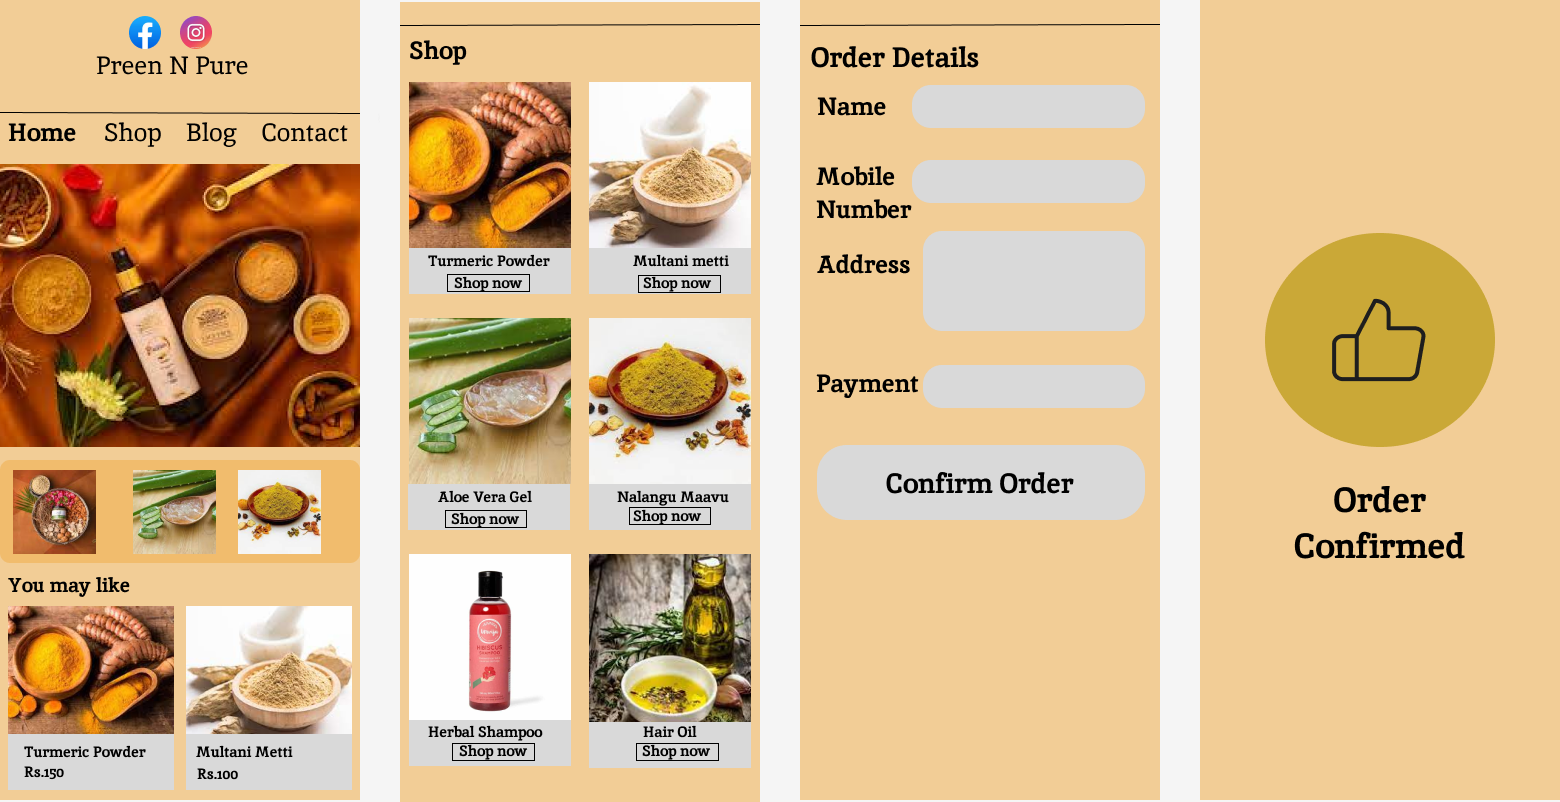 Preen N Pure
Home Shop Blog Contact
You may like
Turmeric Powder
Rs.150
Multani Metti
Rs.100
Shop
Turmeric Powder
Shop now
Multani metti
Shop now
Aloe Vera Gel
Shop now
Nalangu Maavu
Shop now
HIBISCUS
SHAMPOO
Herbal Shampoo
Shop now
Hair Oil
Shop now
Order Details
Name
Mobile
Number
Address
Payment
Confirm Order
Order
Confirmed